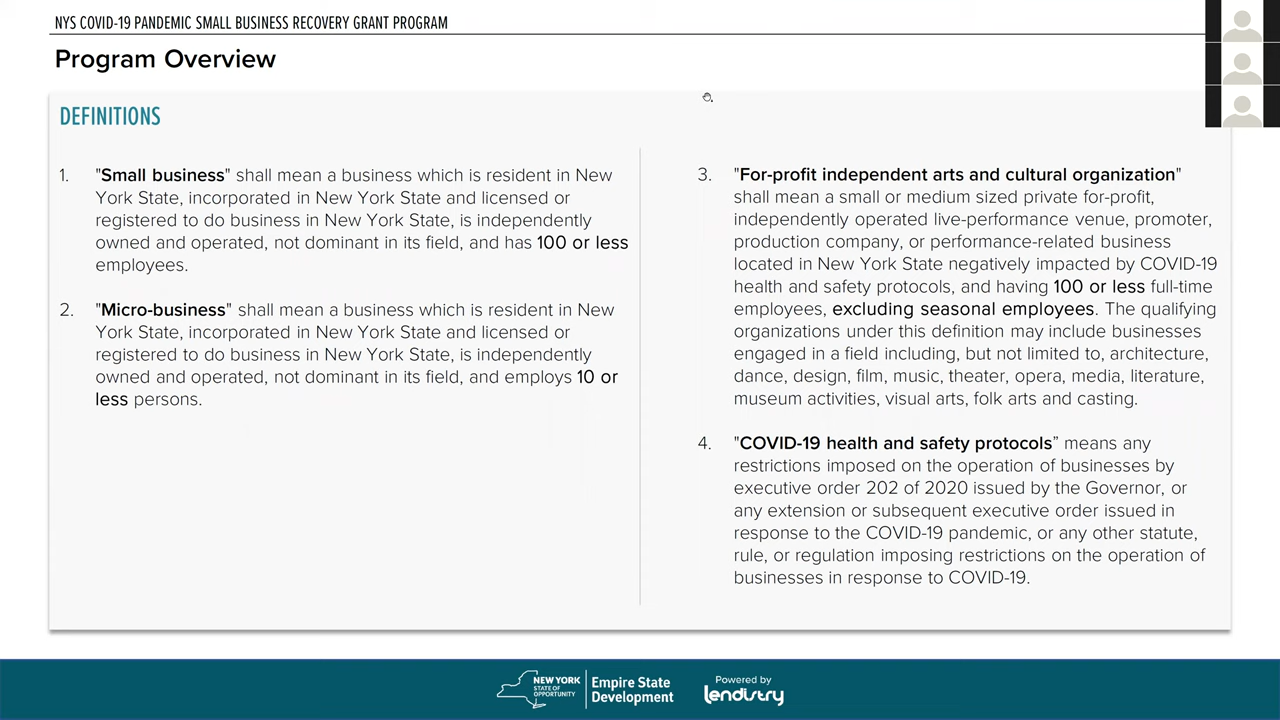 NYS COVID-19 PANDEMIC SMALL BUSINESS RECOVERY GRANT PROGRAM
Program Overview
DEFINITIONS
1. "Small business" shall mean a business which is resident in New
York State, incorporated in New York State and licensed or
registered to do business in New York State, is independently
owned and operated, not dominant in its field, and has 100 or less
employees.
2. "Micro-business" shall mean a business which is resident in New
York State, incorporated in New York State and licensed or
registered to do business in New York State, is independently
owned and operated, not dominant in its field, and employs 10 or
less persons.
3. "For-profit independent arts and cultural organization"
shall mean a small or medium sized private for-profit,
independently operated live-performance venue, promoter,
production company, or performance-related business
located in New York State negatively impacted by COVID-19
health and safety protocols, and having 100 or less full-time
employees, excluding seasonal employees. The qualifying
organizations under this definition may include businesses
engaged in a field including, but not limited to, architecture,
dance, design, film, music, theater, opera, media, literature,
museum activities, visual arts, folk arts and casting.
4. "COVID-19 health and safety protocols” means any
restrictions imposed on the operation of businesses by
executive order 202 of 2020 issued by the Governor, or
any extension or subsequent executive order issued in
response to the COVID-19 pandemic, or any other statute,
rule, or regulation imposing restrictions on the operation of
businesses in response to COVID-19.
NEW YORK
STATE OF
OPPORTUNITY
Empire State
Development
Powered by
lendistry